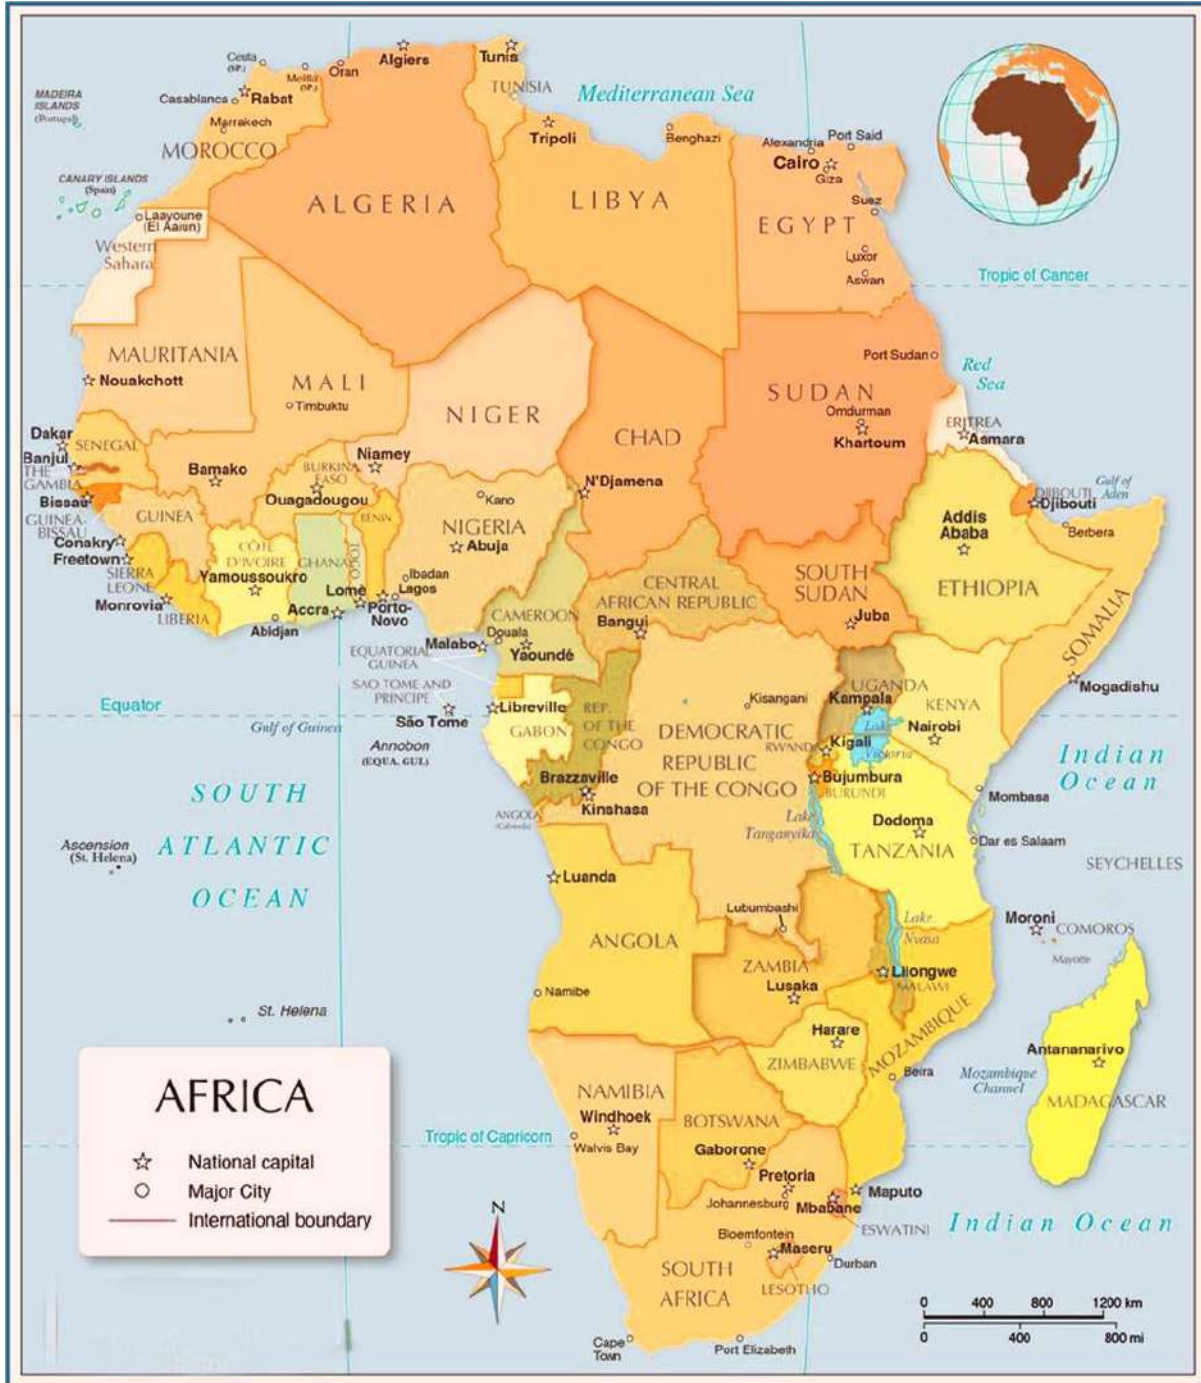 Ceuta
(SP.)
Melilla
(SP.)
Oran
Algiers
Tunis
TUNISIA
MADEIRA
ISLANDS
(Portugal)
Casablanca
Rabat
Marrakech
MOROCCO
Mediterranean Sea
Tripoli
Benghazi
Alexandria
Port Said
Cairo
Giza
Suez
CANARY ISLANDS
(Spain)
Laayoune
(El Aaiun)
Western
Sahara
ALGERIA
LIBYA
EGYPT
Luxor
Aswan
Tropic of Cancer
MAURITANIA
Nouakchott
MALI
Timbuktu
NIGER
CHAD
SUDAN
Port Sudan
Omdurman
Khartoum
Red
Sea
ERITREA
Asmara
Dakar
SENEGAL
Banjul
THE
GAMBIA
Bissau
GUINEA-
BISSAU
Bamako
BURKINA
FASO
Ouagadougou
Niamey
N'Djamena
Kano
NIGERIA
Abuja
DJIBOUTI
Djibouti
Gulf of
Aden
Berbera
Addis
Ababa
ETHIOPIA
GUINEA
Conakry
Freetown
SIERRA
LEONE
Monrovia
LIBERIA
CÔTE
D'IVOIRE
Yamoussoukro
Abidjan
GHANA
TOGO
BENIN
Lomé
Accra
Porto-
Novo
Ibadan
Lagos
CAMEROON
Douala
Malabo
Yaoundé
CENTRAL
AFRICAN REPUBLIC
Bangui
SOUTH
SUDAN
Juba
SOMALIA
Mogadishu
EQUATORIAL
GUINEA
SAO TOME AND
PRINCIPE
São Tome
Libreville
GABON
REP.
OF THE
CONGO
Kisangani
DEMOCRATIC
REPUBLIC
OF THE CONGO
UGANDA
Kampala
KENYA
Nairobi
Lake
Victoria
Equator
Gulf of Guinea
Annobon
(EQUA. GUI.)
RWANDA
Kigali
Bujumbura
BURUNDI
Brazzaville
Kinshasa
ANGOLA
(Cabinda)
Lake
Tanganyika
Indian
Ocean
Mombasa
Dodoma
TANZANIA
Dar es Salaam
SEYCHELLES
SOUTH
ATLANTIC
OCEAN
Ascension
(St. Helena)
Luanda
ANGOLA
Namibe
Lubumbashi
Lake
Nyasa
Moroni
COMOROS
Mayotte
ZAMBIA
Lusaka
Lilongwe
MALAWI
St. Helena
Harare
ZIMBABWE
MOZAMBIQUE
Beira
Mozambique
Channel
Antananarivo
MADAGASCAR
NAMIBIA
Windhoek
Walvis Bay
BOTSWANA
Gaborone
Tropic of Capricorn
Pretoria
Johannesburg
Mbabane
Maputo
ESWATINI
Indian Ocean
Bloemfontein
Maseru
LESOTHO
Durban
SOUTH
AFRICA
Cape
Town
Port Elizabeth
AFRICA
National capital
Major City
International boundary
N
0 400 800 1200 km
0 400 800 mi